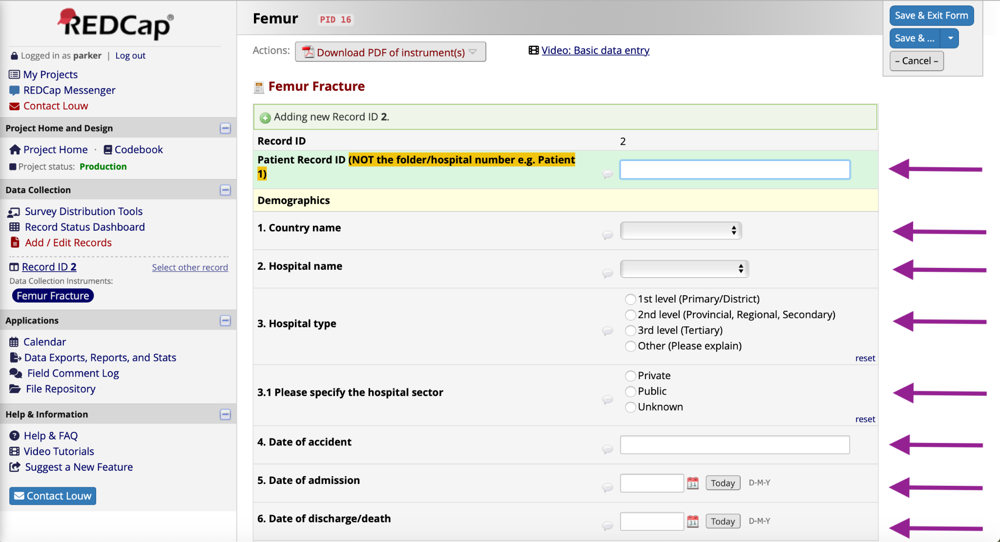 REDCap®
Logged in as parker | Log out
My Projects
REDCap Messenger
Contact Louw
Project Home and Design
Project Home · Codebook
Project status: Production
Data Collection
Survey Distribution Tools
Record Status Dashboard
Add / Edit Records
Record ID 2 Select other record
Data Collection Instruments:
Femur Fracture
Applications
Calendar
Data Exports, Reports, and Stats
Field Comment Log
File Repository
Help & Information
Help & FAQ
Video Tutorials
Suggest a New Feature
Contact Louw
Femur PID 16
Actions: Download PDF of instrument(s) Video: Basic data entry
Femur Fracture
Adding new Record ID 2.
Record ID 2
Patient Record ID (NOT the folder/hospital number e.g. Patient
1)
Demographics
1. Country name
2. Hospital name
3. Hospital type
1st level (Primary/District)
2nd level (Provincial, Regional, Secondary)
3rd level (Tertiary)
Other (Please explain)
reset
3.1 Please specify the hospital sector
Private
Public
Unknown
reset
4. Date of accident
5. Date of admission 31 Today D-M-Y
6. Date of discharge/death 31 Today D-M-Y
Save & Exit Form
Save & ...
– Cancel –